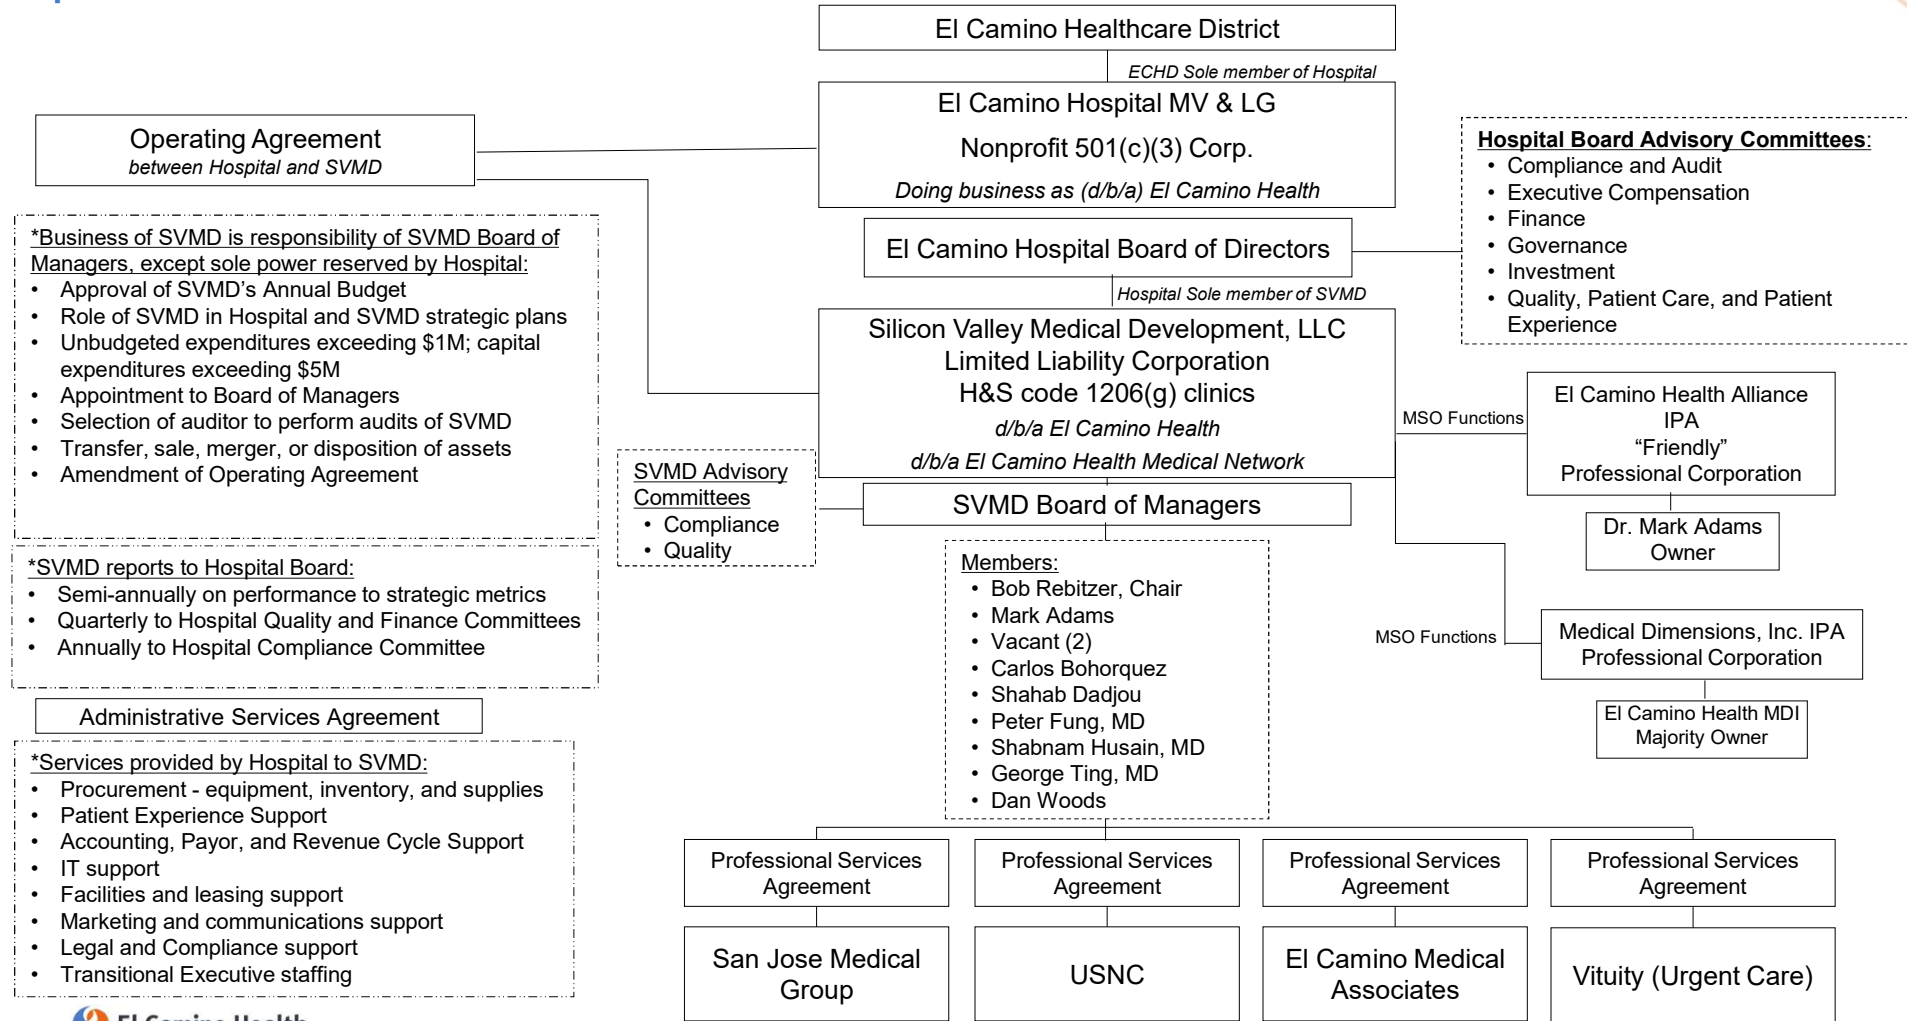 El Camino Healthcare District
ECHD Sole member of Hospital
El Camino Hospital MV & LG
Nonprofit 501(c)(3) Corp.
Doing business as (d/b/a) El Camino Health
Operating Agreement
between Hospital and SVMD
Hospital Board Advisory Committees:
• Compliance and Audit
• Executive Compensation
• Finance
• Governance
• Investment
• Quality, Patient Care, and Patient
Experience
El Camino Hospital Board of Directors
Hospital Sole member of SVMD
*Business of SVMD is responsibility of SVMD Board of
Managers, except sole power reserved by Hospital:
• Approval of SVMD's Annual Budget
• Role of SVMD in Hospital and SVMD strategic plans
• Unbudgeted expenditures exceeding $1M; capital
expenditures exceeding $5M
• Appointment to Board of Managers
• Selection of auditor to perform audits of SVMD
• Transfer, sale, merger, or disposition of assets
• Amendment of Operating Agreement
Silicon Valley Medical Development, LLC
Limited Liability Corporation
H&S code 1206(g) clinics
d/b/a El Camino Health
d/b/a El Camino Health Medical Network
MSO Functions
El Camino Health Alliance
IPA
“Friendly”
Professional Corporation
Dr. Mark Adams
Owner
SVMD Advisory
Committees
• Compliance
• Quality
SVMD Board of Managers
*SVMD reports to Hospital Board:
• Semi-annually on performance to strategic metrics
• Quarterly to Hospital Quality and Finance Committees
• Annually to Hospital Compliance Committee
Members:
• Bob Rebitzer, Chair
• Mark Adams
• Vacant (2)
• Carlos Bohorquez
• Shahab Dadjou
• Peter Fung, MD
• Shabnam Husain, MD
• George Ting, MD
• Dan Woods
MSO Functions
Medical Dimensions, Inc. IPA
Professional Corporation
El Camino Health MDI
Majority Owner
Administrative Services Agreement
*Services provided by Hospital to SVMD:
• Procurement - equipment, inventory, and supplies
• Patient Experience Support
• Accounting, Payor, and Revenue Cycle Support
• IT support
• Facilities and leasing support
• Marketing and communications support
• Legal and Compliance support
• Transitional Executive staffing
Professional Services
Agreement
Professional Services
Agreement
Professional Services
Agreement
Professional Services
Agreement
San Jose Medical
Group
USNC
El Camino Medical
Associates
Vituity (Urgent Care)
El Camino Health